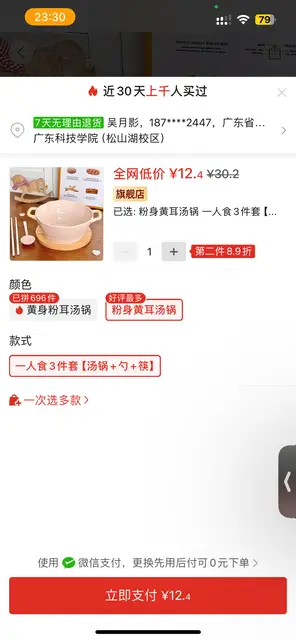 23:30
79
近30天上千人买过
7天无理由退货 吴月影，187****2447，广东省...
广东科技学院 (松山湖校区)
全网低价 ¥12.4 ¥30.2
旗舰店
已选: 粉身黄耳汤锅 一人食3件套【...
1
第二件8.9折
颜色
已拼696件
好评最多
黄身粉耳汤锅
粉身黄耳汤锅
款式
一人食3件套【汤锅+勺+筷】
一次选多款
使用 微信支付，更换先用后付可0元下单
立即支付 ¥12.4